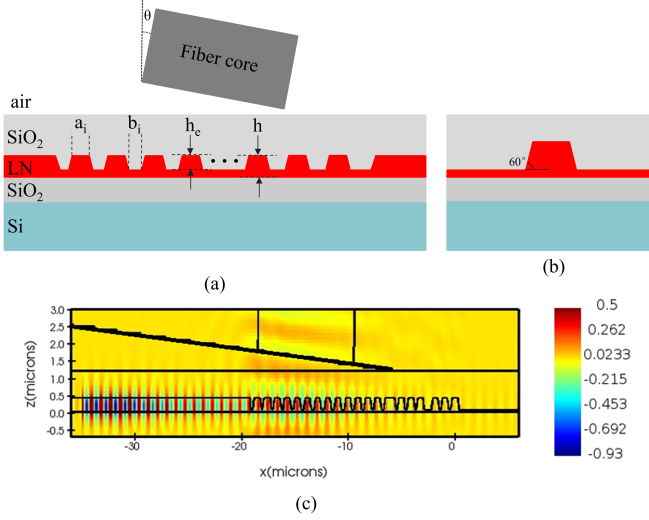 θ
Fiber core
air
SiO2
ai
bi
he
h
LN
SiO2
Si
60°
(a)
(b)
3.0
2.5
2.0
1.5
1.0
0.5
0.0
-0.5
z(microns)
-30
-20
-10
0
x(microns)
0.5
0.262
0.0233
-0.215
-0.453
-0.692
-0.93
(c)